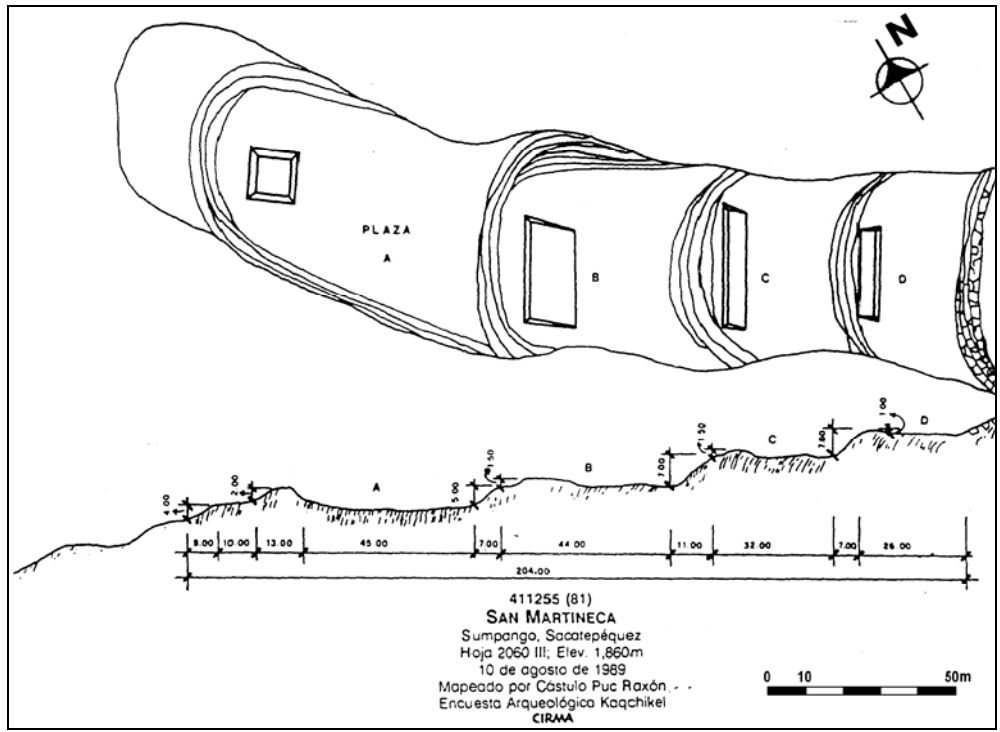 N
PLAZA
A
B
C
D
4.00
2.00
A
5.00
1.50
B
7.00
1.50
C
7.80
1.00
D
10.00
13.00
45.00
7.00
44.00
11.00
32.00
7.00
26.00
204.00
411255 (81)
SAN MARTINECA
Sumpango, Sacatepéquez
Hoja 2060 III; Elev. 1,860m
10 de agosto de 1989
Mapeado por Cástulo Puc Raxón
Encuesta Arqueológica Kaqchikel
CIRMA
0 10 50m